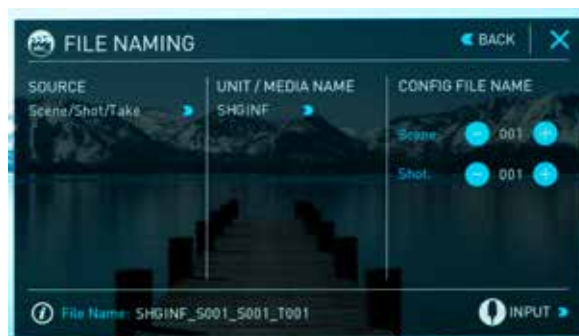 FILE NAMING
BACK
SOURCE
Scene/Shot/Take
UNIT / MEDIA NAME
SHGINF
CONFIG FILE NAME
Scene:
001
Shot:
001
File Name: SHGINF_S001_S001_T001
INPUT